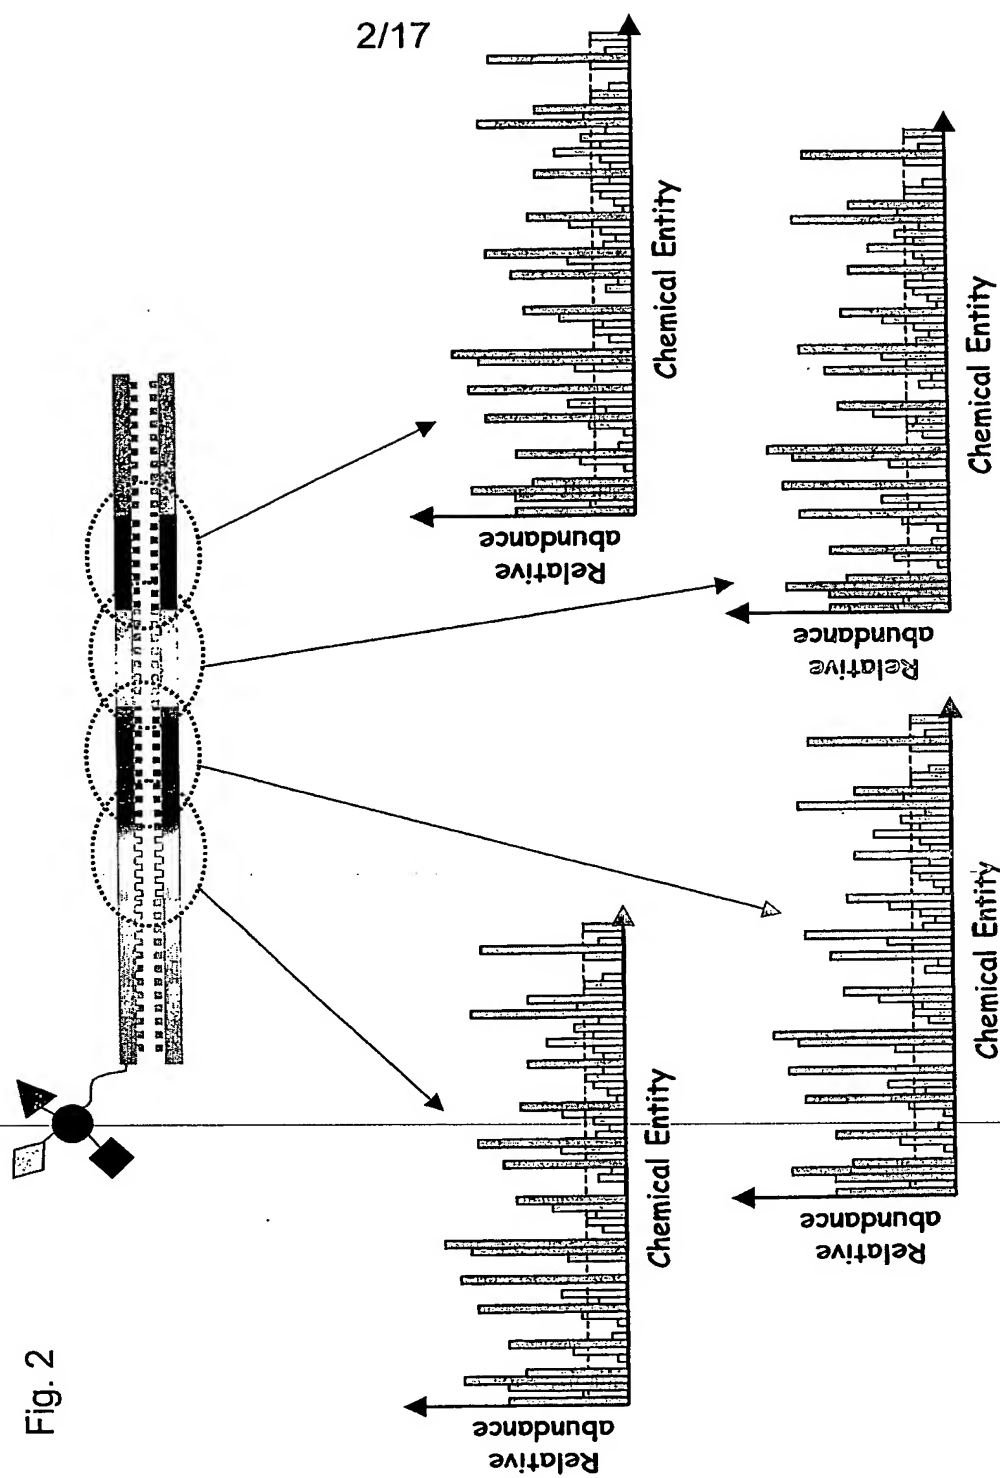 2/17
Fig. 2
Relative
abundance
Chemical Entity
Relative
abundance
Chemical Entity
Relative
abundance
Chemical Entity
Relative
abundance
Chemical Entity